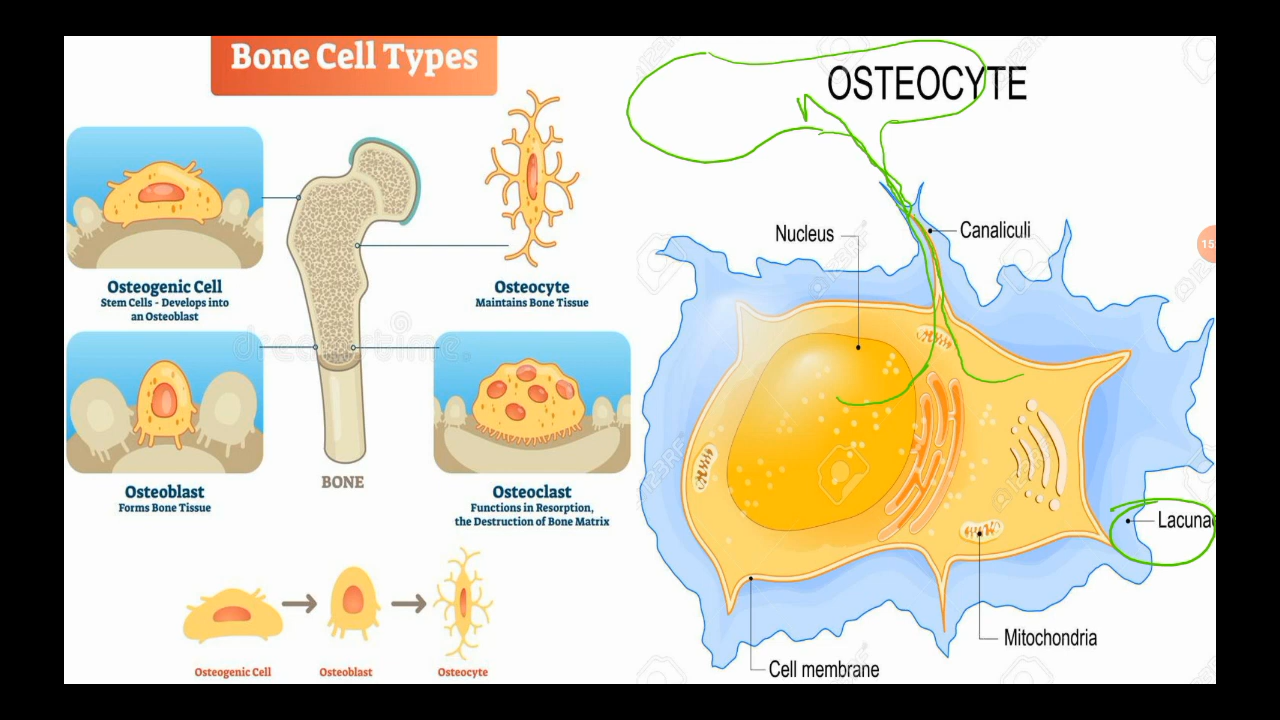 Bone Cell Types
Osteogenic Cell
Stem Cells - Develops into
an Osteoblast
Osteocyte
Maintains Bone Tissue
Osteoblast
Forms Bone Tissue
BONE
Osteoclast
Functions in Resorption,
the Destruction of Bone Matrix
Osteogenic Cell
Osteoblast
Osteocyte
OSTEOCYTE
Nucleus
Canaliculi
15
Lacuna
Mitochondria
Cell membrane
123RF